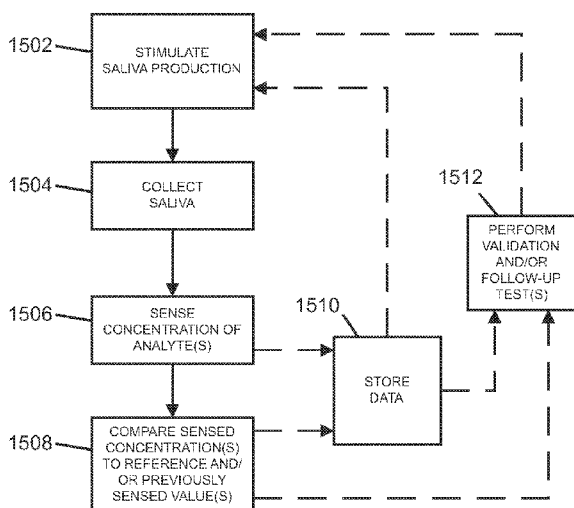 1502
STIMULATE
SALIVA PRODUCTION
1504
COLLECT
SALIVA
1512
PERFORM
VALIDATION
AND/OR
FOLLOW-UP
TEST(S)
1506
SENSE
CONCENTRATION OF
ANALYTE(S)
1510
STORE
DATA
1508
COMPARE SENSED
CONCENTRATION(S)
TO REFERENCE AND/
OR PREVIOUSLY
SENSED VALUE(S)